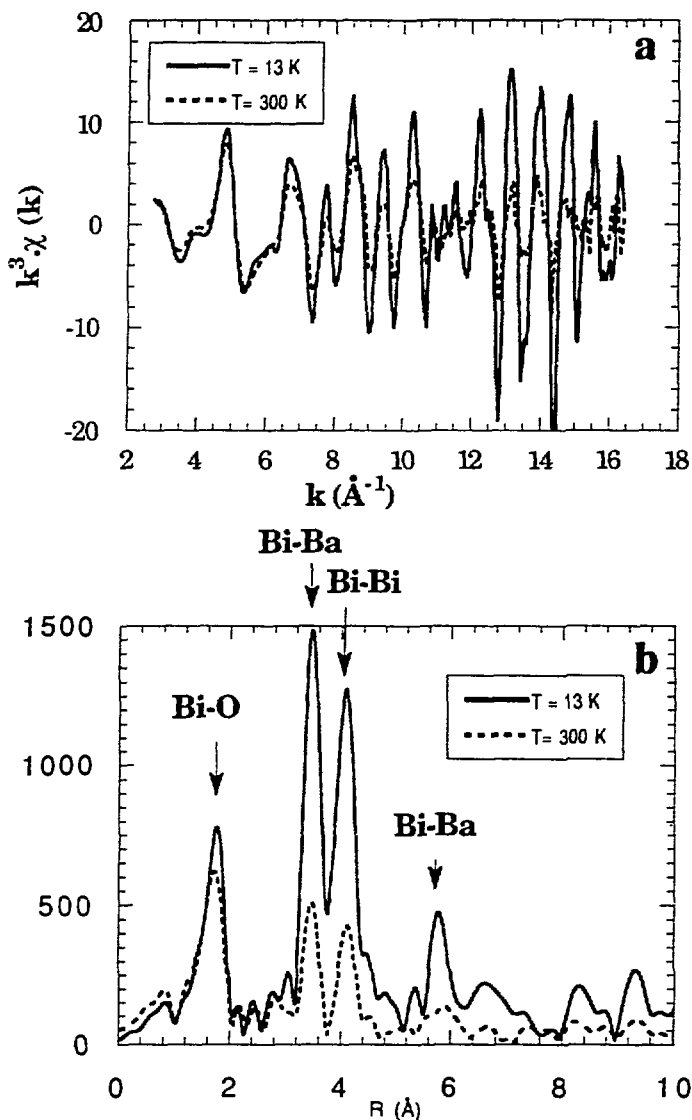 20
10
0
-10
-20
k³.χ (k)
T = 13 K
T= 300 K
a
2 4 6 8 10 12 14 16 18
k (Å⁻¹)
Bi-Ba
Bi-Bi
1500
1000
500
0
Bi-O
b
T = 13 K
T= 300 K
Bi-Ba
0 2 4 6 8 10
R (Å)